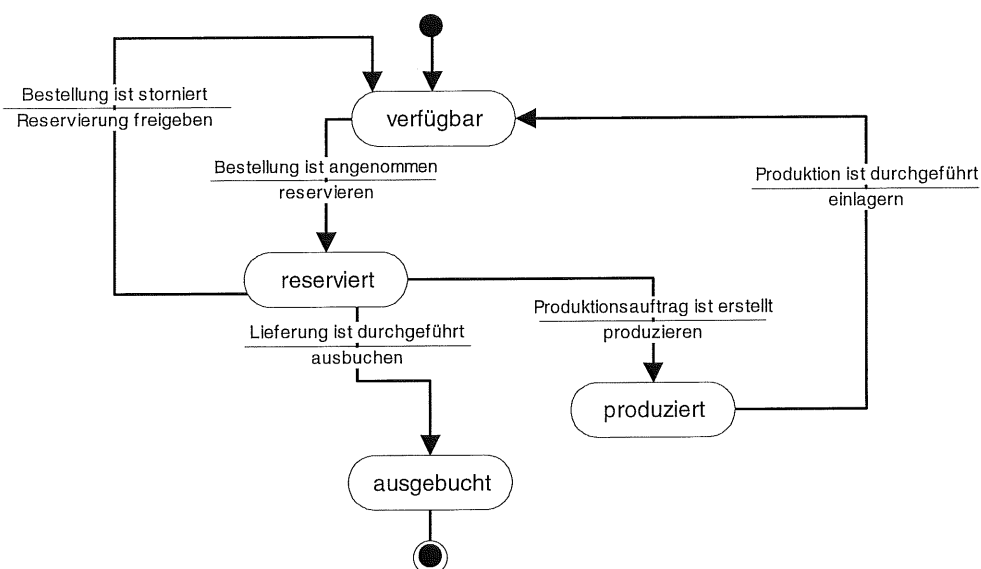 Bestellung ist storniert
Reservierung freigeben
verfügbar
Bestellung ist angenommen
reservieren
Produktion ist durchgeführt
einlagern
reserviert
Lieferung ist durchgeführt
ausbuchen
Produktionsauftrag ist erstellt
produzieren
produziert
ausgebucht